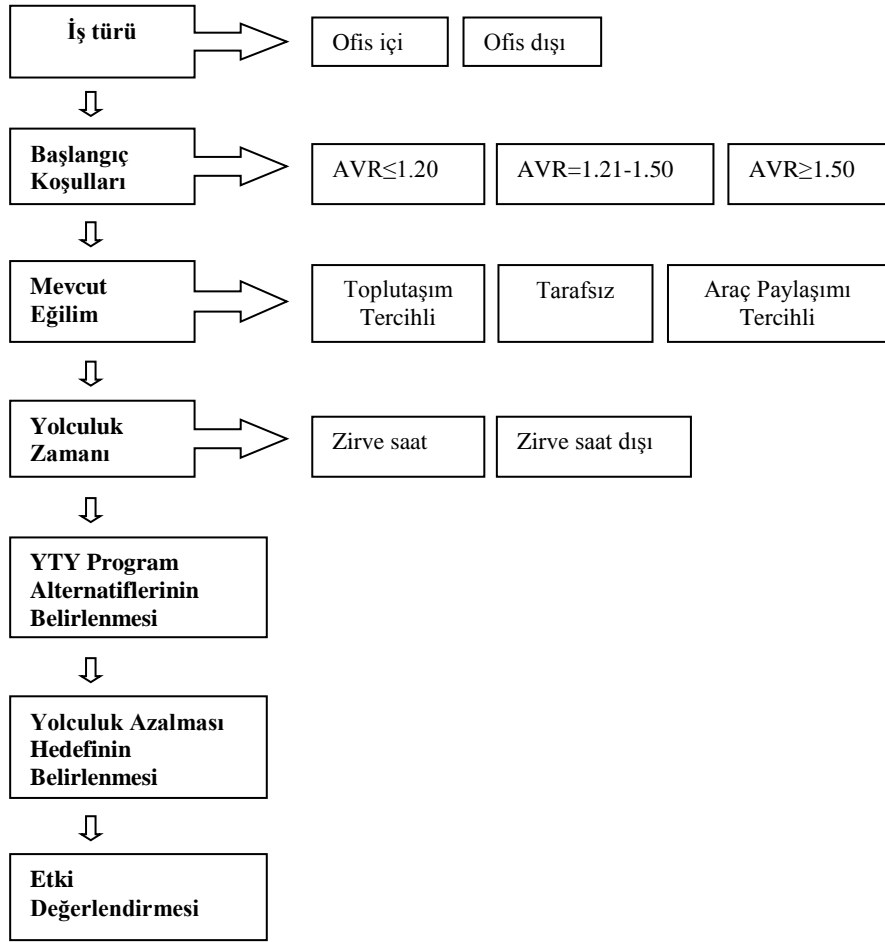 İş türü
Ofis içi
Ofis dışı
Başlangıç
Koşulları
AVR≤1.20
AVR=1.21-1.50
AVR≥1.50
Mevcut
Eğilim
Toplutaşım
Tercihli
Tarafsız
Araç Paylaşımı
Tercihli
Yolculuk
Zamanı
Zirve saat
Zirve saat dışı
YTY Program
Alternatiflerinin
Belirlenmesi
Yolculuk Azalması
Hedefinin
Belirlenmesi
Etki
Değerlendirmesi